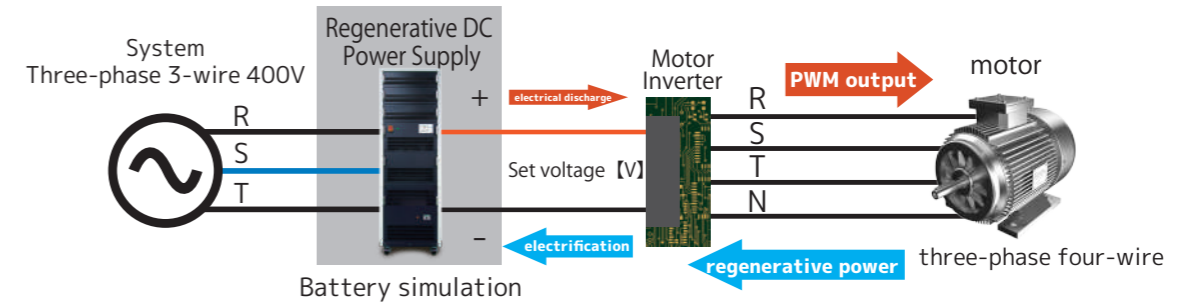 System
Three-phase 3-wire 400V
R
S
T
Regenerative DC
Power Supply
+
-
Battery simulation
electrical discharge
Set voltage【V】
electrification
Motor
Inverter
R
S
T
N
PWM output
regenerative power
motor
three-phase four-wire